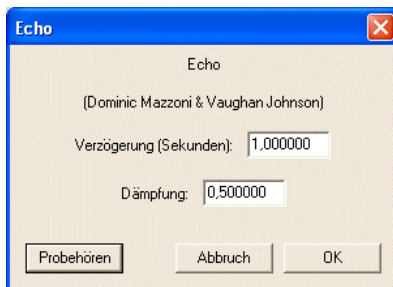 Echo
Echo
(Dominic Mazzoni & Vaughan Johnson)
Verzögerung (Sekunden): 1,000000
Dämpfung: 0,500000
Probehören Abbruch OK